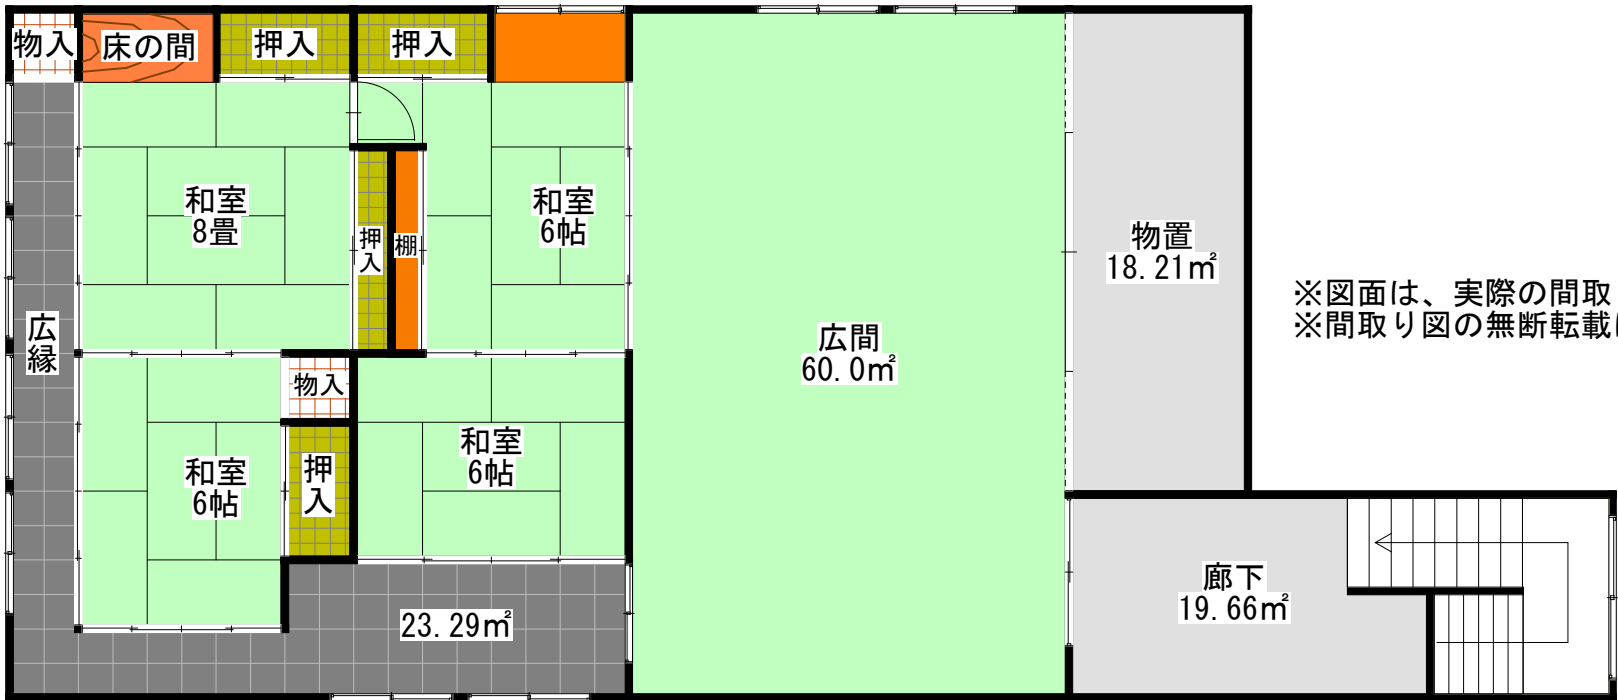 物入
床の間
押入
押入
和室
8畳
押入
棚
和室
6帖
広間
60.0㎡
物置
18.21㎡
※図面は、実際の間取
※間取り図の無断転載
広縁
物入
和室
6帖
押入
和室
6帖
23.29㎡
廊下
19.66㎡